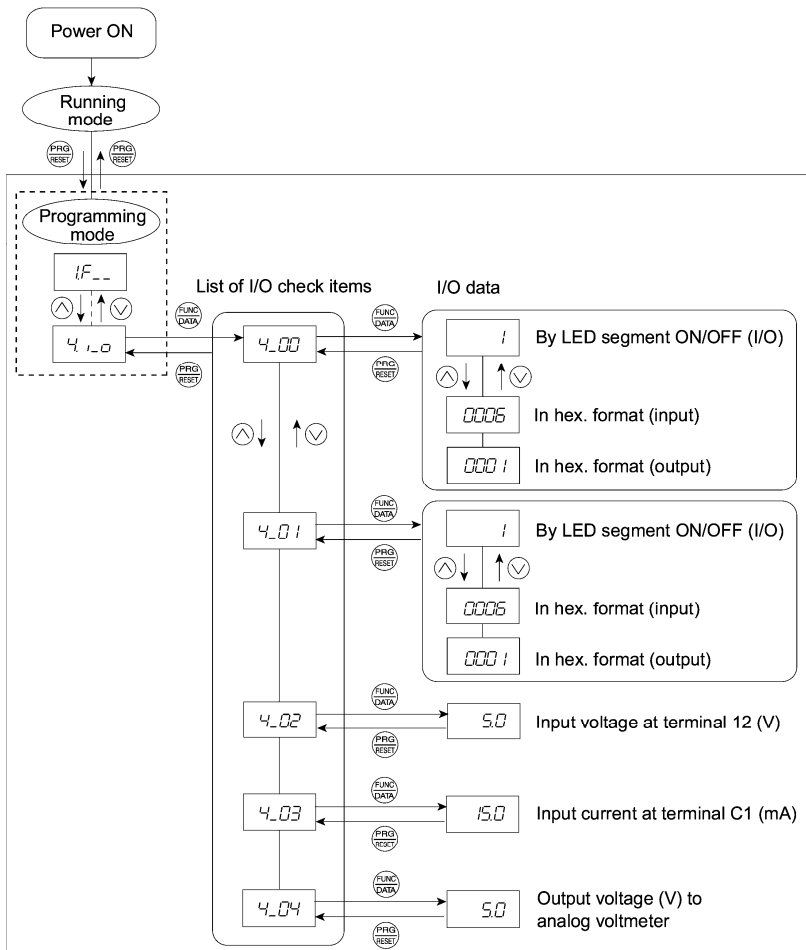 Power ON
Running
mode
PRG
RESET
PRG
RESET
Programming
mode
1.F__
4.i_o
List of I/O check items
I/O data
FUNC
DATA
PRG
RESET
4_00
FUNC
DATA
PRG
RESET
1
By LED segment ON/OFF (I/O)
0006
In hex. format (input)
0001
In hex. format (output)
4_01
FUNC
DATA
PRG
RESET
1
By LED segment ON/OFF (I/O)
0006
In hex. format (input)
0001
In hex. format (output)
4_02
FUNC
DATA
PRG
RESET
5.0
Input voltage at terminal 12 (V)
4_03
FUNC
DATA
PRG
RESET
15.0
Input current at terminal C1 (mA)
4_04
FUNC
DATA
PRG
RESET
5.0
Output voltage (V) to
analog voltmeter